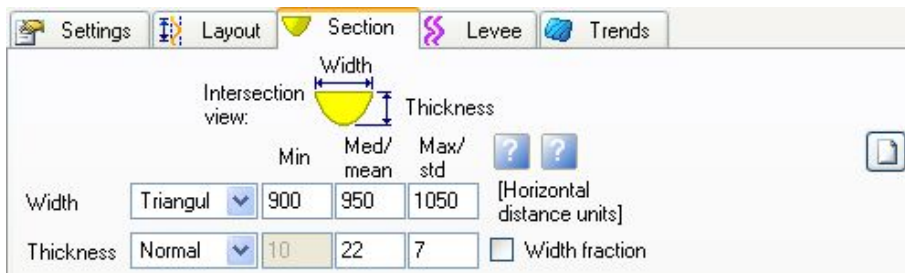 Settings Layout Section Levee Trends
Width
Intersection view: Thickness
Min Med/mean Max/std ? ?
Width Triangul 900 950 1050 [Horizontal distance units]
Thickness Normal 10 22 7 Width fraction